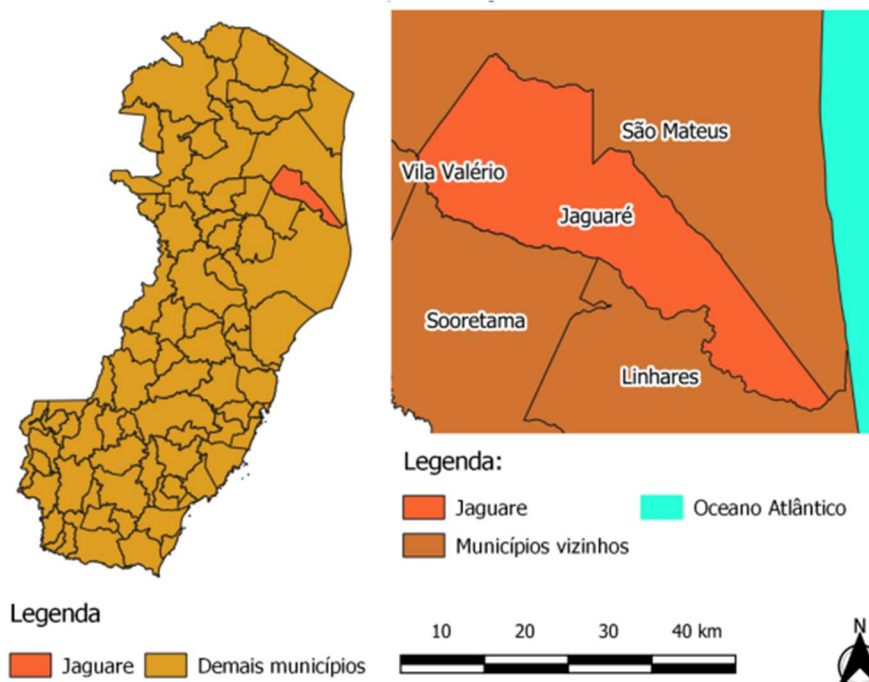 São Mateus
Vila Valério
Jaguaré
Sooretama
Linhares
Legenda:
Jaguare
Oceano Atlântico
Municípios vizinhos
Legenda
Jaguare
Demais municípios
10 20 30 40 km
N